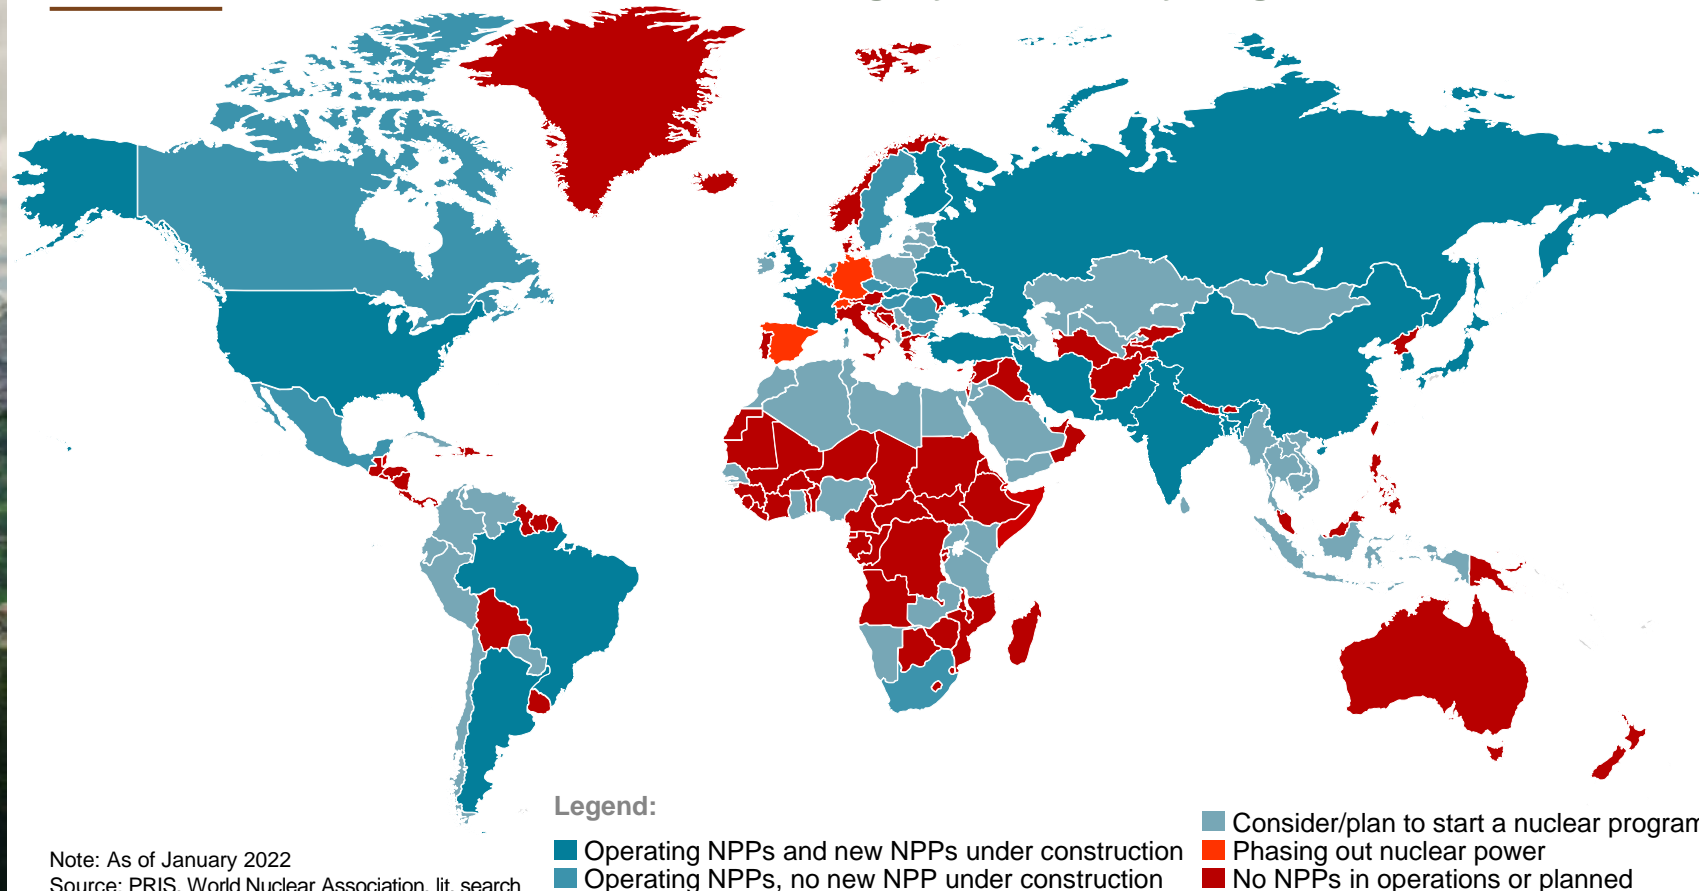 Legend:
Operating NPPs and new NPPs under construction
Operating NPPs, no new NPP under construction
Consider/plan to start a nuclear program
Phasing out nuclear power
No NPPs in operations or planned
Note: As of January 2022
Source: PRIS, World Nuclear Association, lit. search